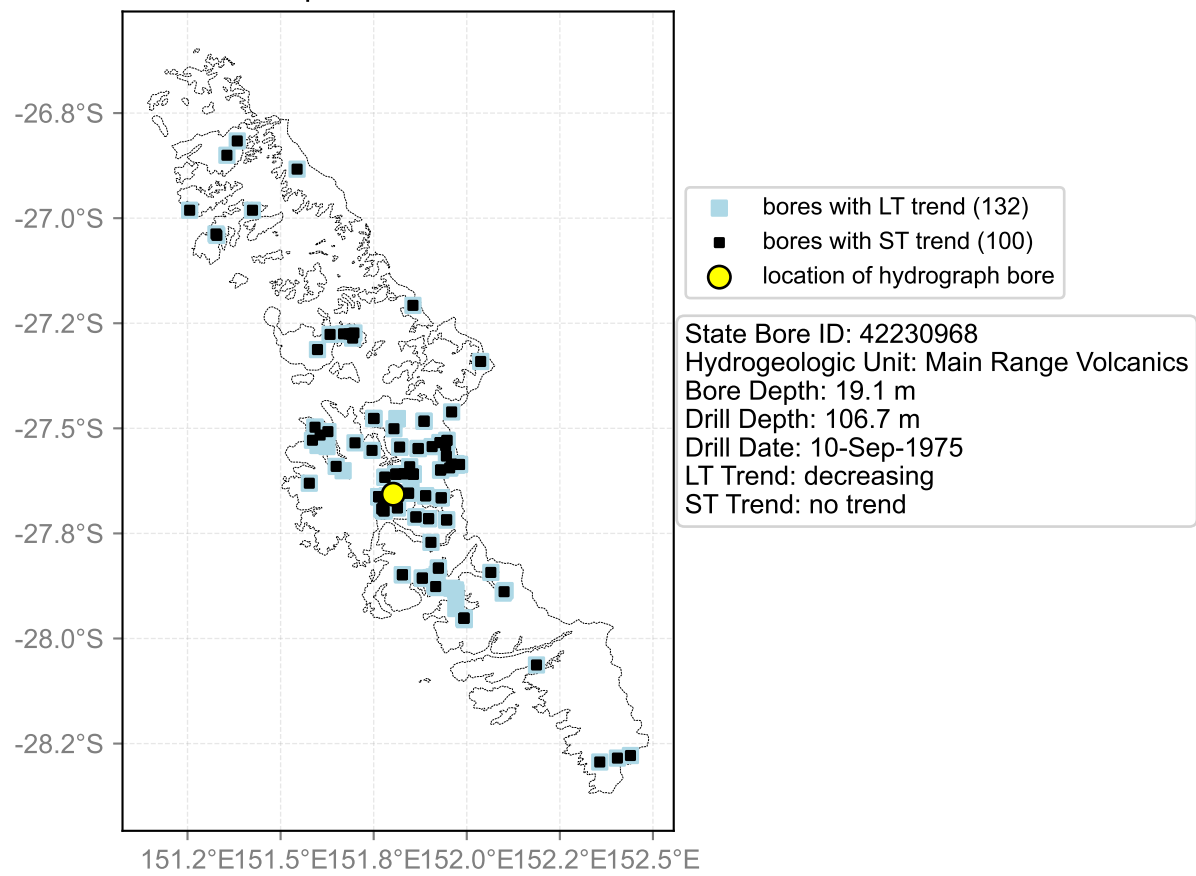 -26.8°S
-27.0°S
-27.2°S
-27.5°S
-27.8°S
-28.0°S
-28.2°S
151.2°E151.5°E151.8°E152.0°E152.2°E152.5°E
bores with LT trend (132)
bores with ST trend (100)
location of hydrograph bore
State Bore ID: 42230968
Hydrogeologic Unit: Main Range Volcanics
Bore Depth: 19.1 m
Drill Depth: 106.7 m
Drill Date: 10-Sep-1975
LT Trend: decreasing
ST Trend: no trend